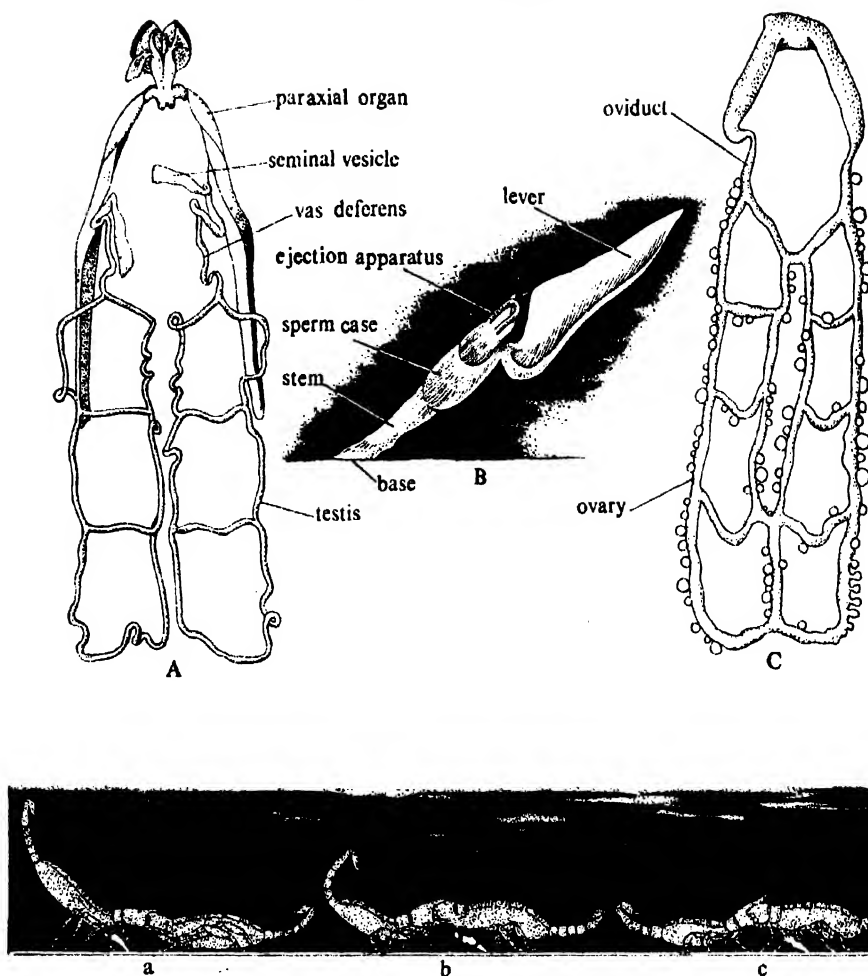 paraxial organ
seminal vesicle
vas deferens
ejection apparatus
sperm case
stem
base
testis
A
lever
B
oviduct
ovary
C
a
b
c